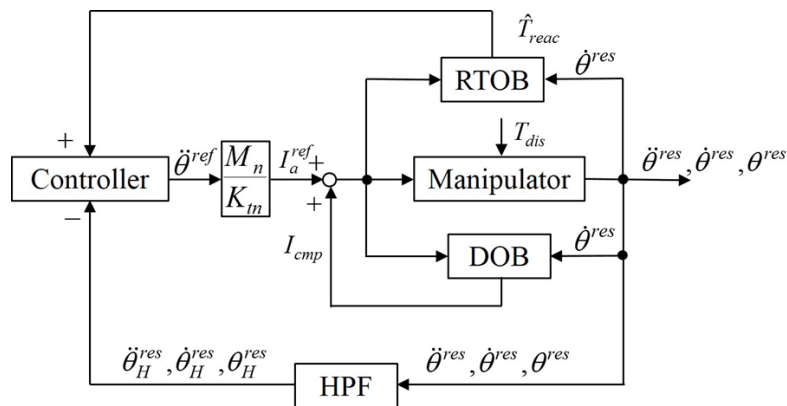 T̂_reac
RTOB
θ̇^res
+
T_dis
Controller
θ̈^ref
M_n
K_tn
I_a^ref
+
Manipulator
θ̈^res, θ̇^res, θ^res
−
+
I_cmp
DOB
θ̇^res
θ̈_H^res, θ̇_H^res, θ_H^res
HPF
θ̈^res, θ̇^res, θ^res